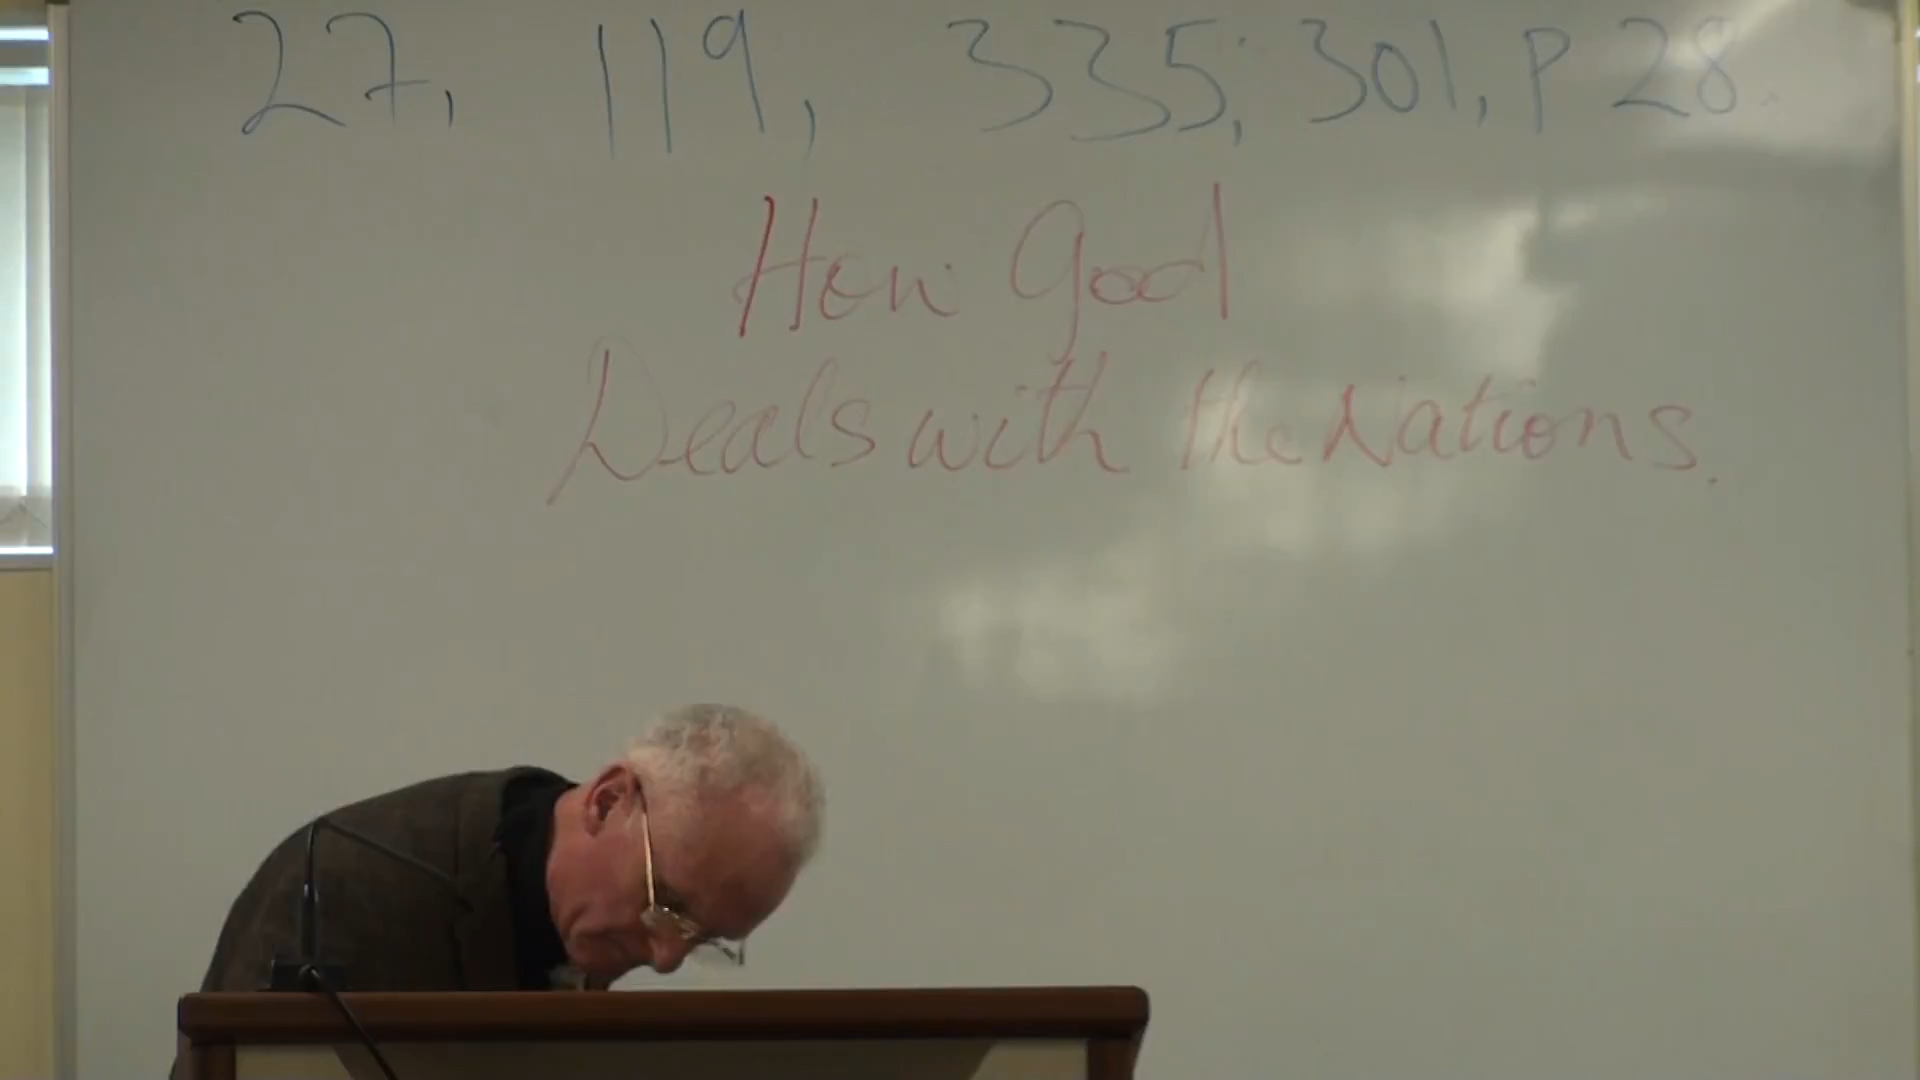 27, 119, 335; 301, P 28.
How God
Deals with the Nations.